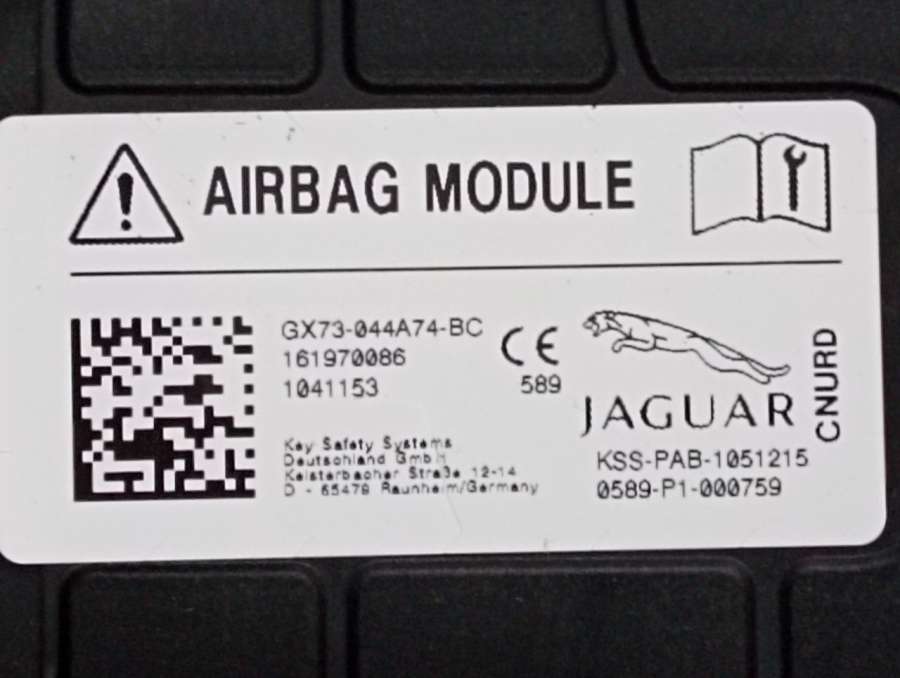 AIRBAG MODULE
GX73-044A74-BC
161970086
1041153
Key Safety Systems
Deutschland GmbH
Kelsterbacher Straße 12-14
D - 65479 Raunheim/Germany
CE
589
JAGUAR
KSS-PAB-1051215
0589-P1-000759
CNURD